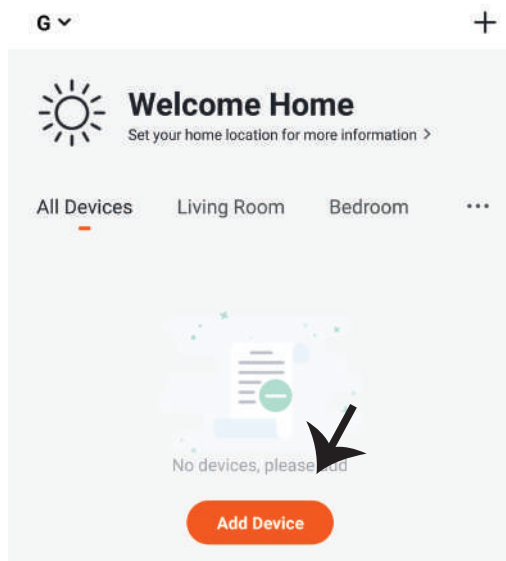 G
Welcome Home
Set your home location for more information >
All Devices Living Room Bedroom ...
No devices, please add
Add Device